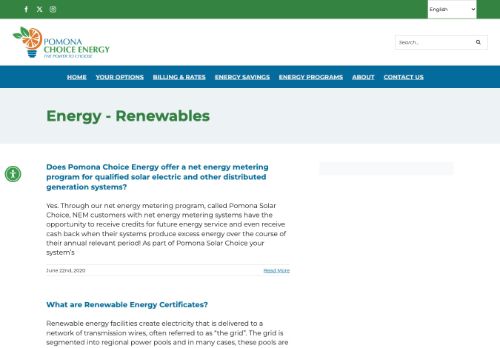 English
POMONA
CHOICE ENERGY
THE POWER TO CHOOSE
Search...
HOME YOUR OPTIONS BILLING & RATES ENERGY SAVINGS ENERGY PROGRAMS ABOUT CONTACT US
Energy - Renewables
Does Pomona Choice Energy offer a net energy metering
program for qualified solar electric and other distributed
generation systems?
Yes. Through our net energy metering program, called Pomona Solar
Choice, NEM customers with net energy metering systems have the
opportunity to receive credits for future energy service and even receive
cash back when their systems produce excess energy over the course of
their annual relevant period! As part of Pomona Solar Choice your
system’s
June 22nd, 2020
Read More
What are Renewable Energy Certificates?
Renewable energy facilities create electricity that is delivered to a
network of transmission wires, often referred to as “the grid”. The grid is
segmented into regional power pools and in many cases, these pools are